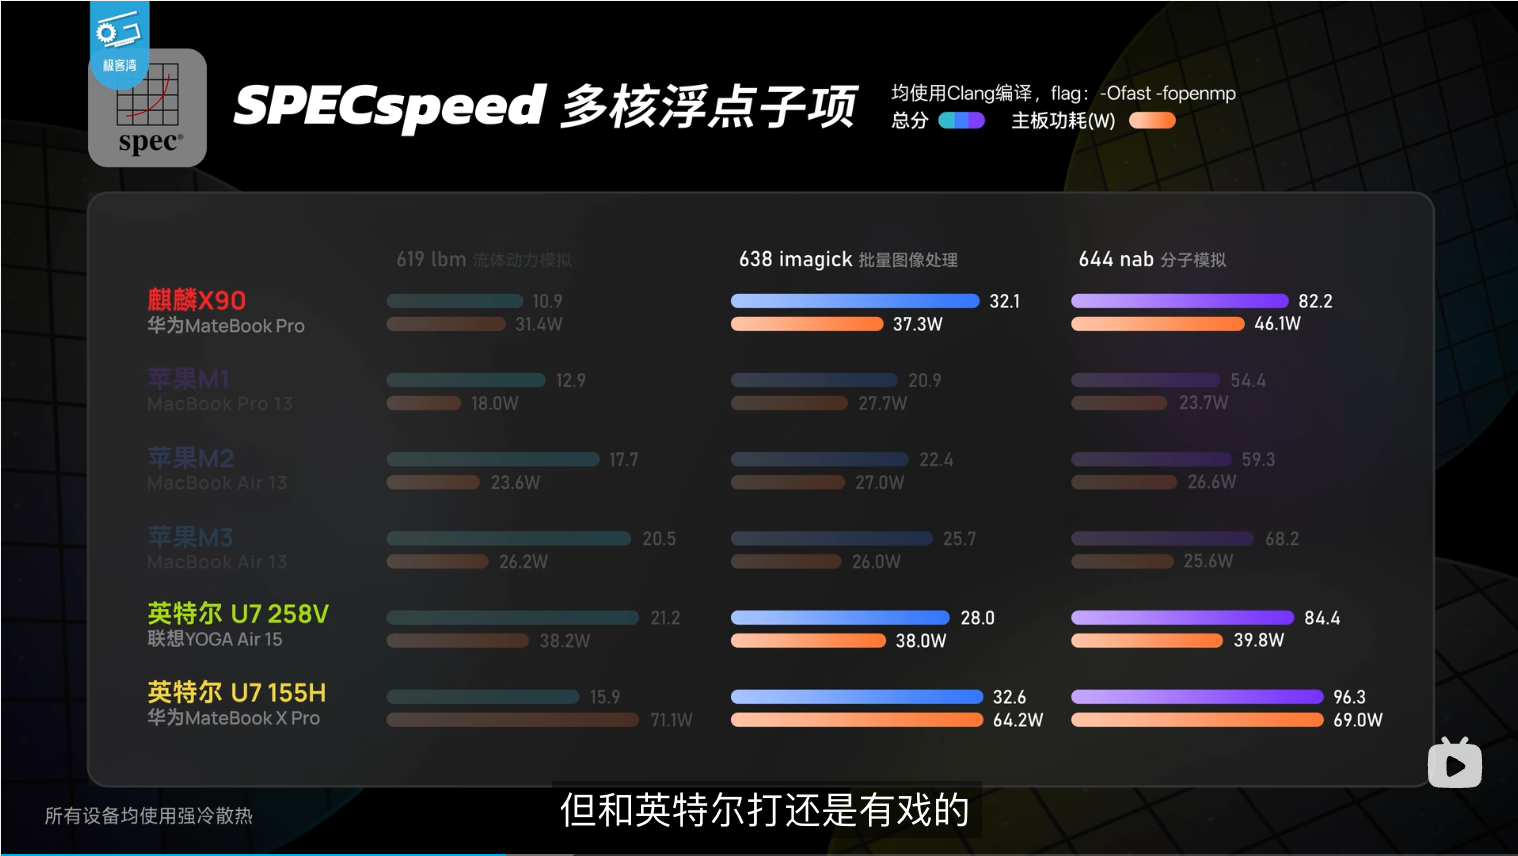 极客湾
spec®
SPECspeed 多核浮点子项
均使用Clang编译，flag：-Ofast -fopenmp
总分 主板功耗(W)
619 lbm 流体动力模拟 638 imagick 批量图像处理 644 nab 分子模拟
麒麟X90
华为MateBook Pro
10.9 32.1 82.2
31.4W 37.3W 46.1W
苹果M1
MacBook Pro 13
12.9 20.9 54.4
18.0W 27.7W 23.7W
苹果M2
MacBook Air 13
17.7 22.4 59.3
23.6W 27.0W 26.6W
苹果M3
MacBook Air 13
20.5 25.7 68.2
26.2W 26.0W 25.6W
英特尔 U7 258V
联想YOGA Air 15
21.2 28.0 84.4
38.2W 38.0W 39.8W
英特尔 U7 155H
华为MateBook X Pro
15.9 32.6 96.3
71.1W 64.2W 69.0W
所有设备均使用强冷散热
但和英特尔打还是有戏的